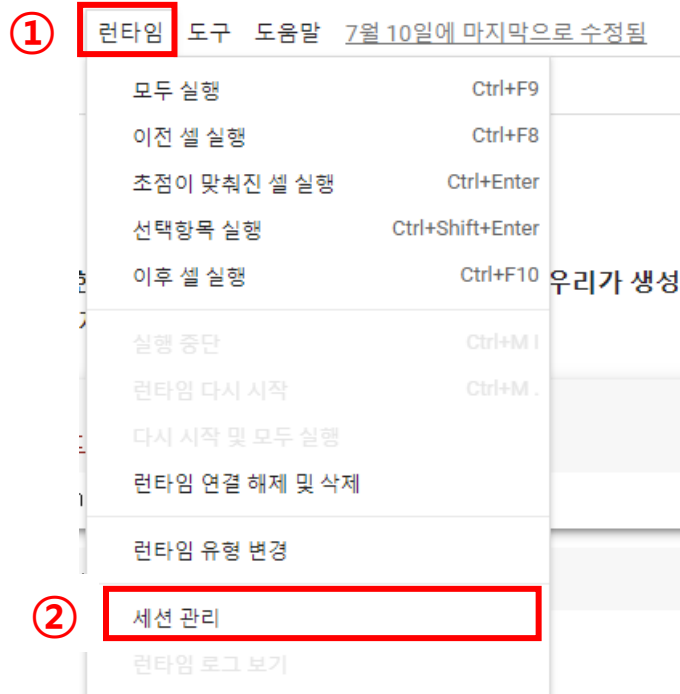 ① 런타임 도구 도움말 7월 10일에 마지막으로 수정됨
모두 실행 Ctrl+F9
이전 셀 실행 Ctrl+F8
초점이 맞춰진 셀 실행 Ctrl+Enter
선택항목 실행 Ctrl+Shift+Enter
이후 셀 실행 Ctrl+F10 우리가 생성
실행 중단 Ctrl+M I
런타임 다시 시작 Ctrl+M .
다시 시작 및 모두 실행
런타임 연결 해제 및 삭제
런타임 유형 변경
② 세션 관리
런타임 로그 보기